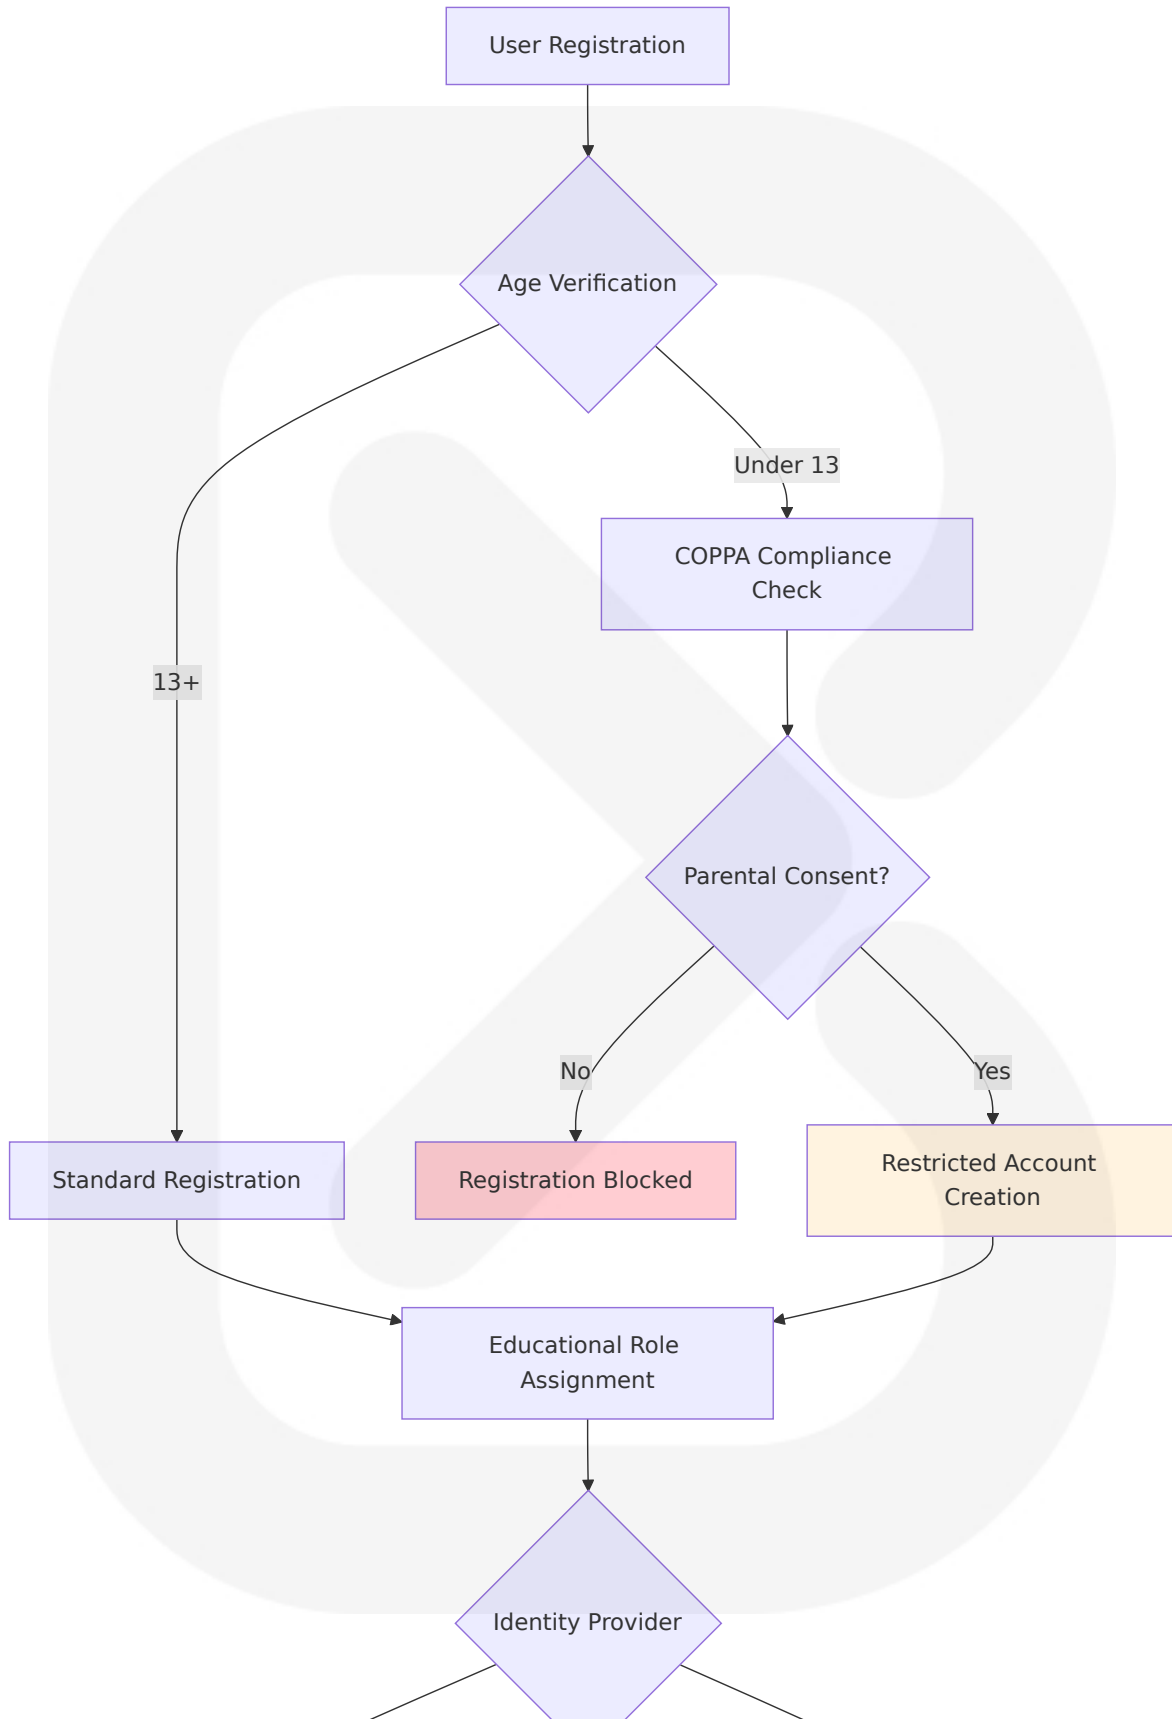 User Registration
Age Verification
Under 13
COPPA Compliance
Check
13+
Parental Consent?
No
Yes
Standard Registration
Registration Blocked
Restricted Account
Creation
Educational Role
Assignment
Identity Provider